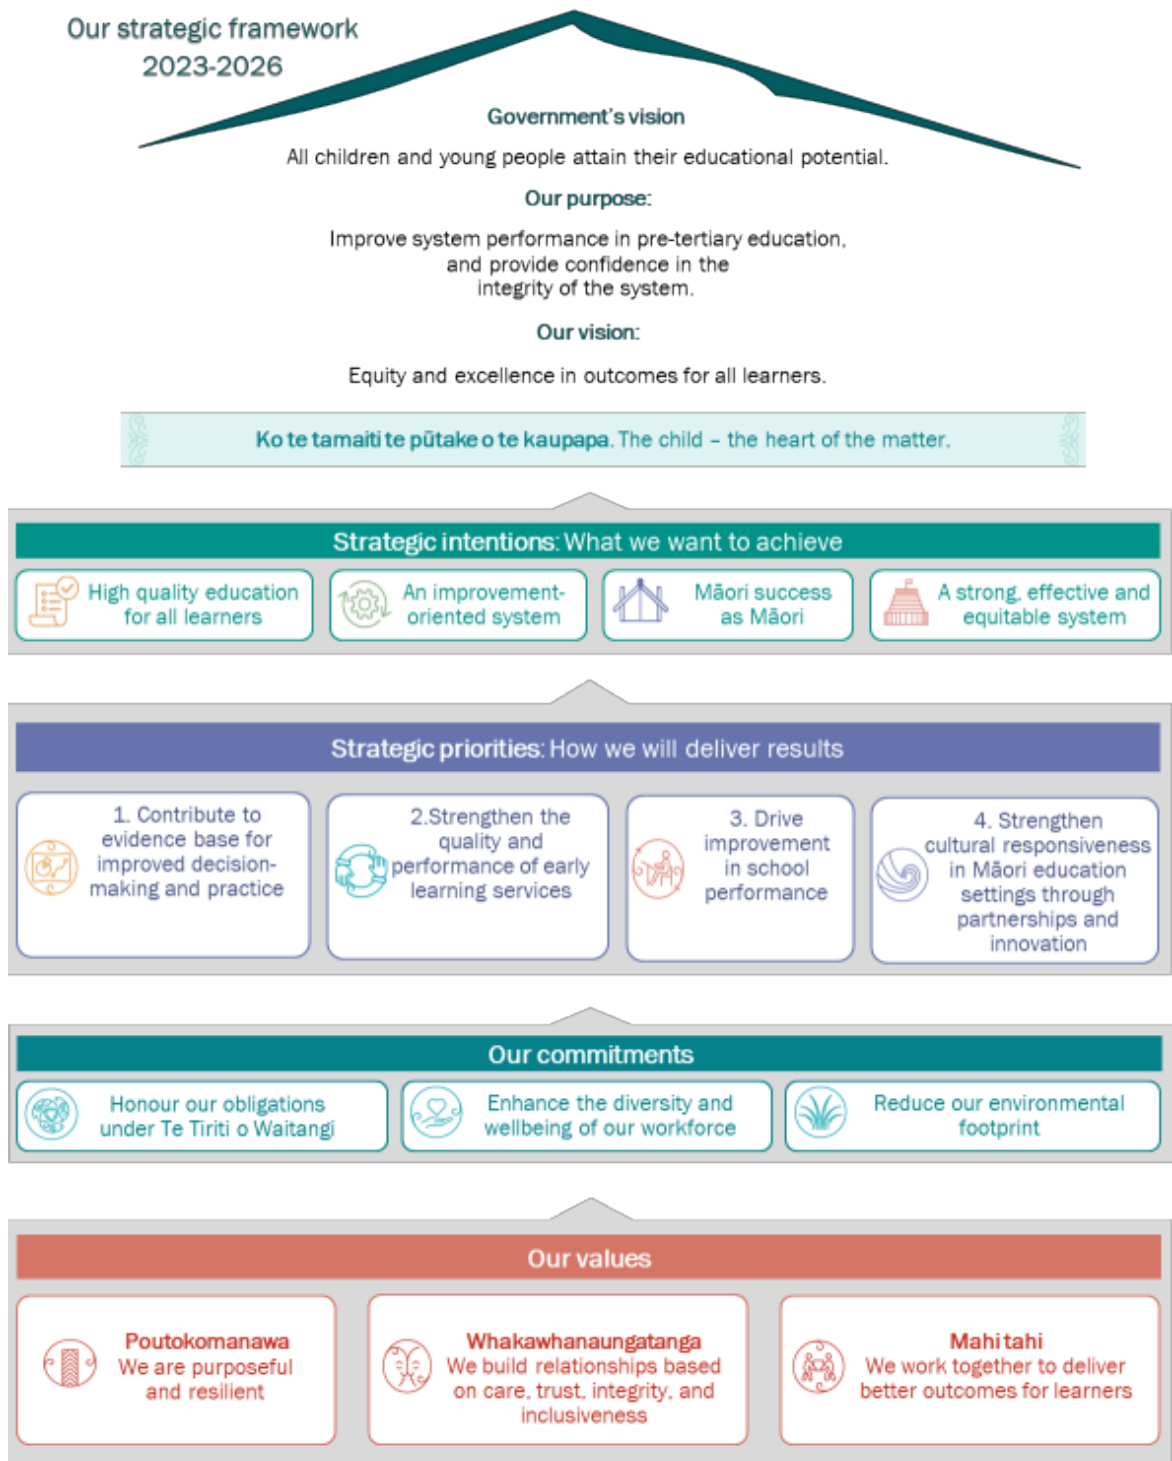 Our strategic framework
2023-2026
Government's vision
All children and young people attain their educational potential.
Our purpose:
Improve system performance in pre-tertiary education,
and provide confidence in the
integrity of the system.
Our vision:
Equity and excellence in outcomes for all learners.
Ko te tamaiti te pūtake o te kaupapa. The child – the heart of the matter.
Strategic intentions: What we want to achieve
High quality education
for all learners
An improvement-
oriented system
Māori success
as Māori
A strong, effective and
equitable system
Strategic priorities: How we will deliver results
1. Contribute to
evidence base for
improved decision-
making and practice
2.Strengthen the
quality and
performance of early
learning services
3. Drive
improvement
in school
performance
4. Strengthen
cultural responsiveness
in Māori education
settings through
partnerships and
innovation
Our commitments
Honour our obligations
under Te Tiriti o Waitangi
Enhance the diversity and
wellbeing of our workforce
Reduce our environmental
footprint
Our values
Poutokomanawa
We are purposeful
and resilient
Whakawhanaungatanga
We build relationships based
on care, trust, integrity, and
inclusiveness
Mahi tahi
We work together to deliver
better outcomes for learners